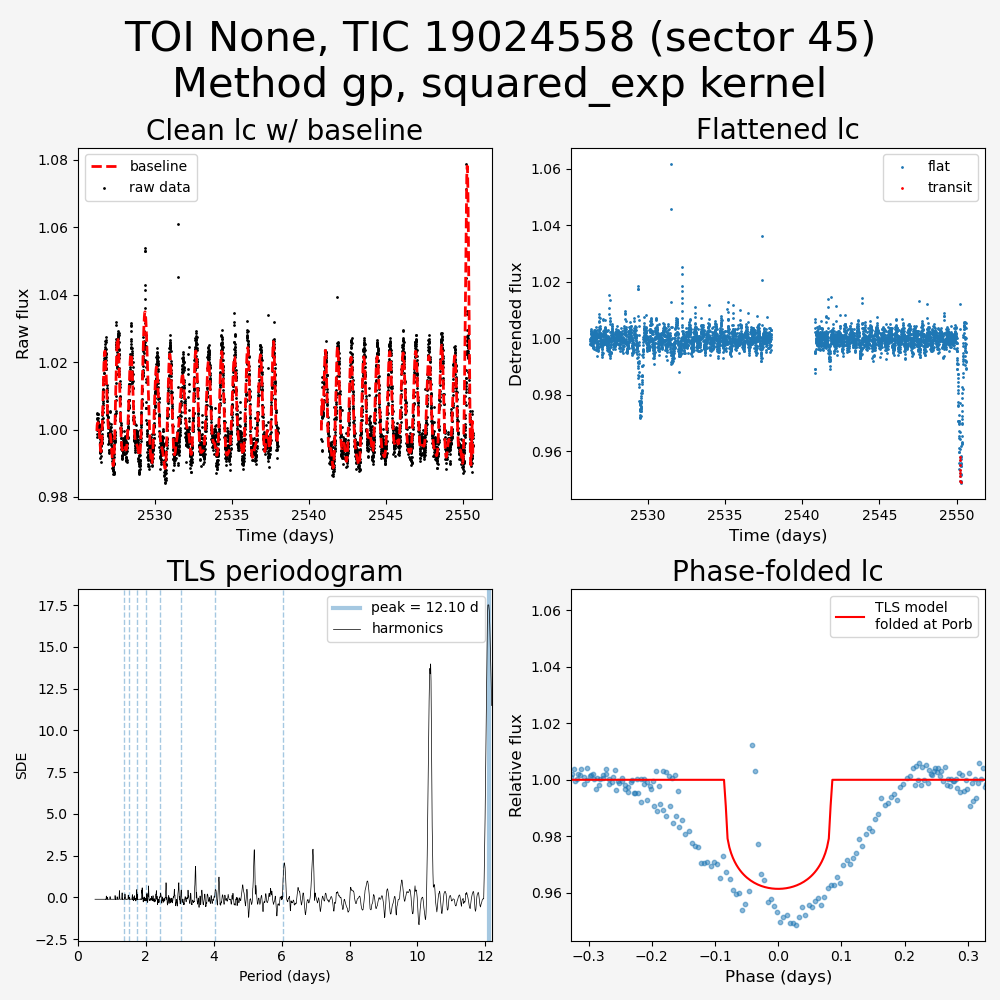 TOI None, TIC 19024558 (sector 45)
Method gp, squared_exp kernel
Clean lc w/ baseline
baseline
raw data
1.08
1.06
1.04
1.02
1.00
0.98
Raw flux
2530
2535
2540
2545
2550
Time (days)
Flattened lc
flat
transit
1.06
1.04
1.02
1.00
0.98
0.96
Detrended flux
2530
2535
2540
2545
2550
Time (days)
TLS periodogram
peak = 12.10 d
harmonics
17.5
15.0
12.5
10.0
7.5
5.0
2.5
0.0
−2.5
SDE
0
2
4
6
8
10
12
Period (days)
Phase-folded lc
TLS model
folded at Porb
1.06
1.04
1.02
1.00
0.98
0.96
Relative flux
−0.3
−0.2
−0.1
0.0
0.1
0.2
0.3
Phase (days)